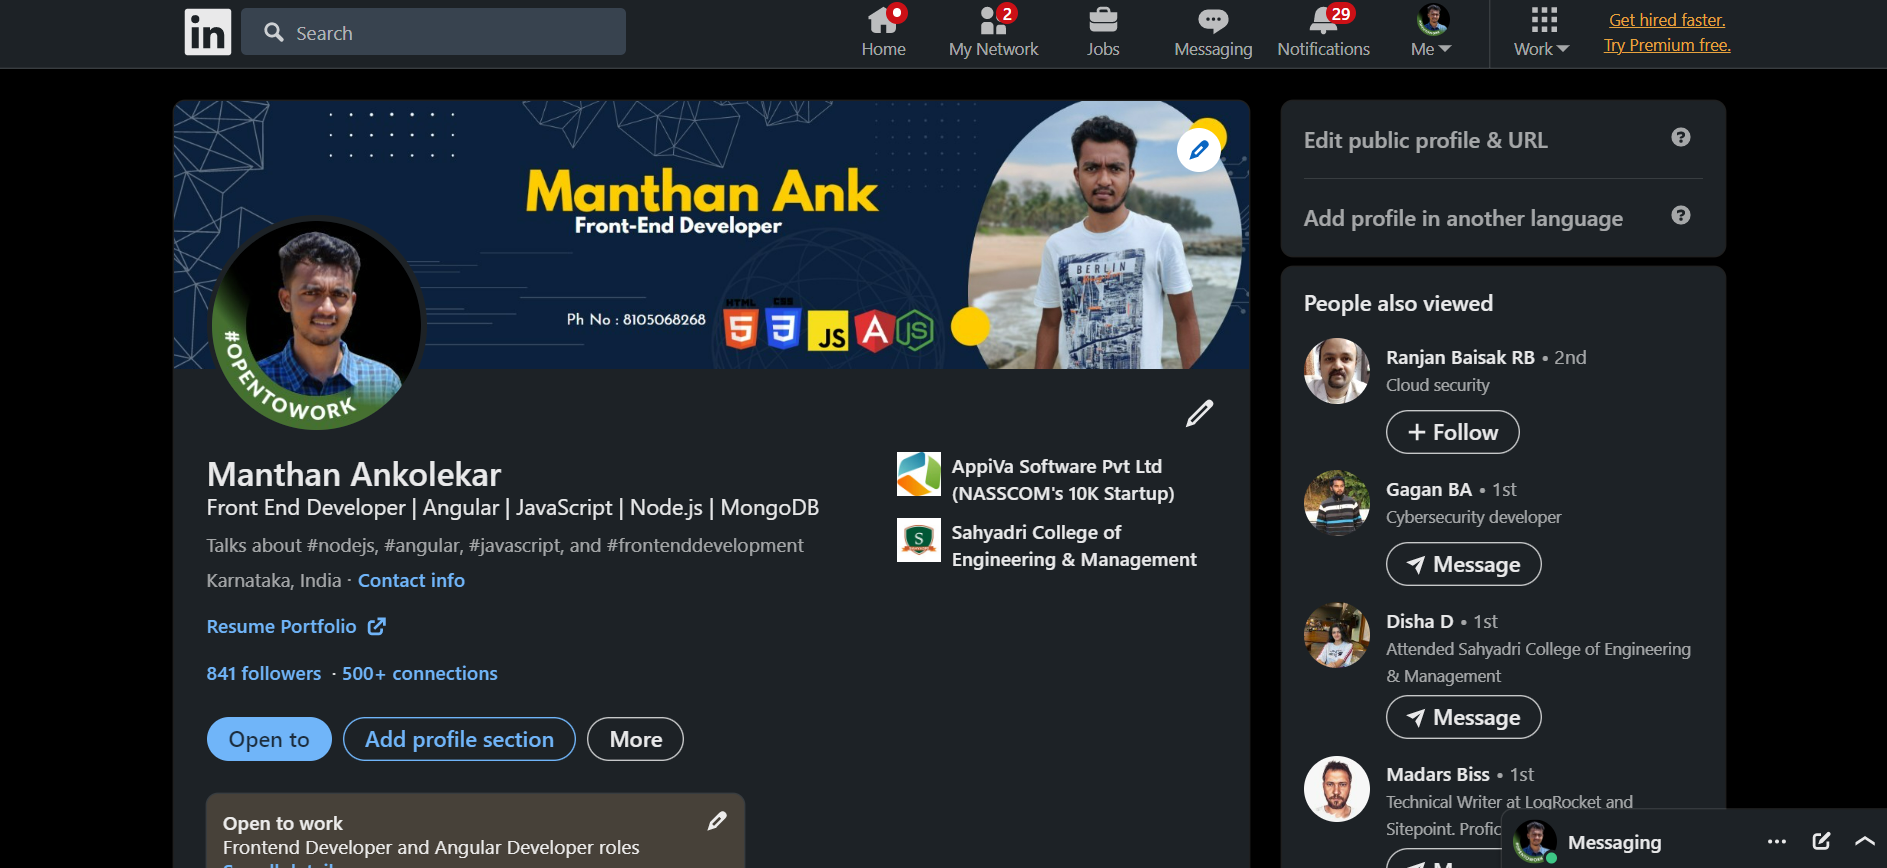 in
Search
Home
2
My Network
Jobs
Messaging
29
Notifications
Me
Work
Get hired faster.
Try Premium free.
Manthan Ank
Front-End Developer
Ph No : 8105068268
HTML
5
CSS
3
JS
A
JS
BERLIN
#OPENTOWORK
Manthan Ankolekar
Front End Developer | Angular | JavaScript | Node.js | MongoDB
Talks about #nodejs, #angular, #javascript, and #frontenddevelopment
Karnataka, India · Contact info
Resume Portfolio
841 followers · 500+ connections
Open to
Add profile section
More
AppiVa Software Pvt Ltd
(NASSCOM's 10K Startup)
S
Sahyadri College of
Engineering & Management
Open to work
Frontend Developer and Angular Developer roles
Edit public profile & URL
?
Add profile in another language
?
People also viewed
Ranjan Baisak RB • 2nd
Cloud security
+ Follow
Gagan BA • 1st
Cybersecurity developer
Message
Disha D • 1st
Attended Sahyadri College of Engineering
& Management
Message
Madars Biss • 1st
Technical Writer at LogRocket and
Sitepoint.
Messaging